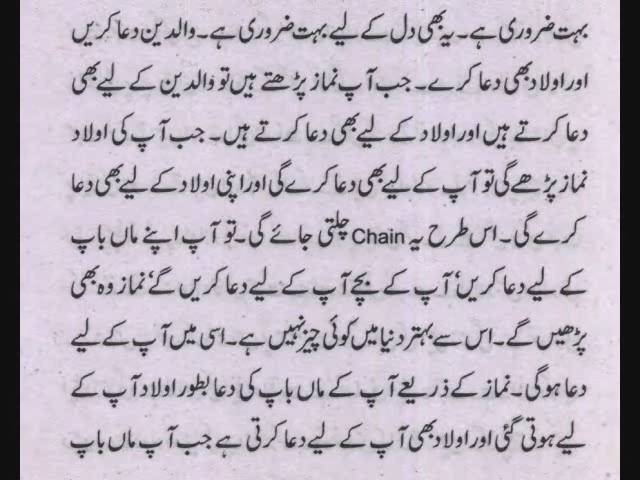 بہت ضروری ہے۔ یہ بھی دل کے لیے بہت ضروری ہے۔ والدین دعا کریں
اور اولاد بھی دعا کرے۔ جب آپ نماز پڑھتے ہیں تو والدین کے لیے بھی
دعا کرتے ہیں اور اولاد کے لیے بھی دعا کرتے ہیں۔ جب آپ کی اولاد
نماز پڑھے گی تو آپ کے لیے بھی دعا کرے گی اور اپنی اولاد کے لیے بھی دعا
کرے گی۔ اس طرح یہ Chain چلتی جائے گی۔ تو آپ اپنے ماں باپ
کے لیے دعا کریں' آپ کے بچے آپ کے لیے دعا کریں گے' نماز وہ بھی
پڑھیں گے۔ اس سے بہتر دنیا میں کوئی چیز نہیں ہے۔ اسی میں آپ کے لیے
دعا ہو گی۔ نماز کے ذریعے آپ کے ماں باپ کی دعا بطور اولاد آپ کے
لیے ہوتی گئی اور اولاد بھی آپ کے لیے دعا کرتی ہے جب آپ ماں باپ